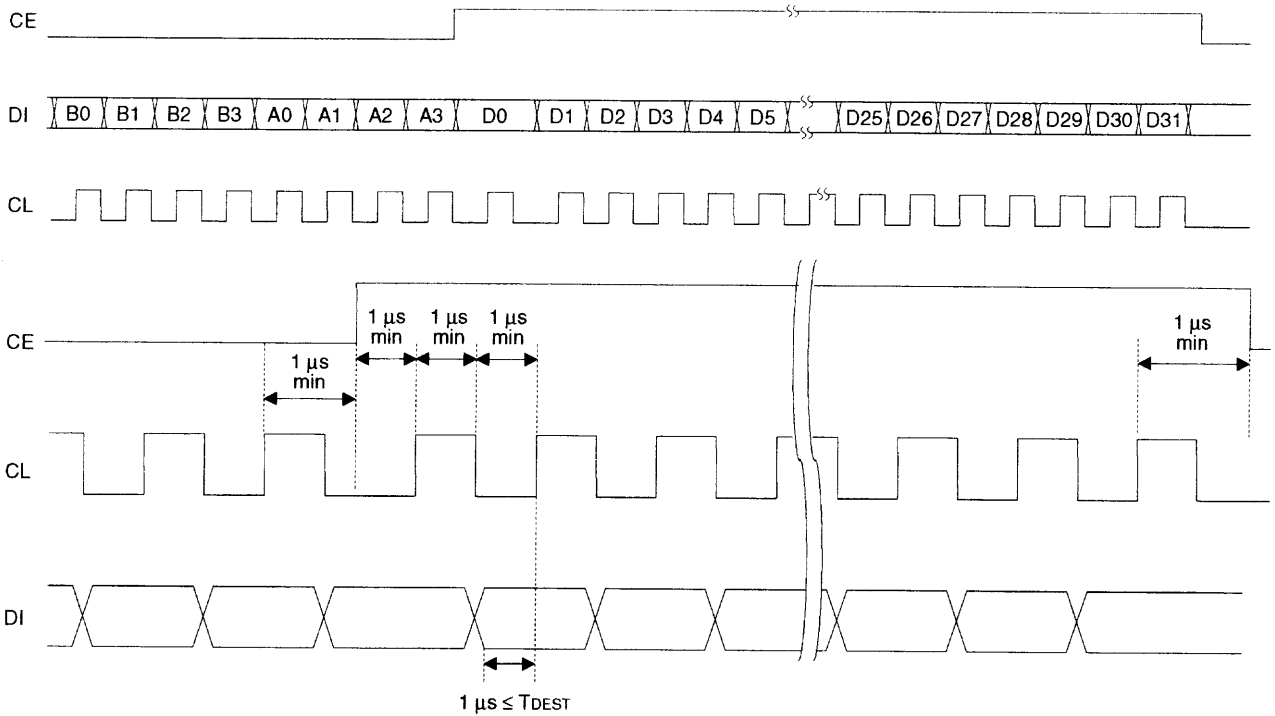 CE
DI B0 B1 B2 B3 A0 A1 A2 A3 D0 D1 D2 D3 D4 D5 D25 D26 D27 D28 D29 D30 D31
CL
CE
1 μs min
1 μs min
1 μs min
1 μs min
1 μs min
CL
DI
1 μs ≤ TDEST